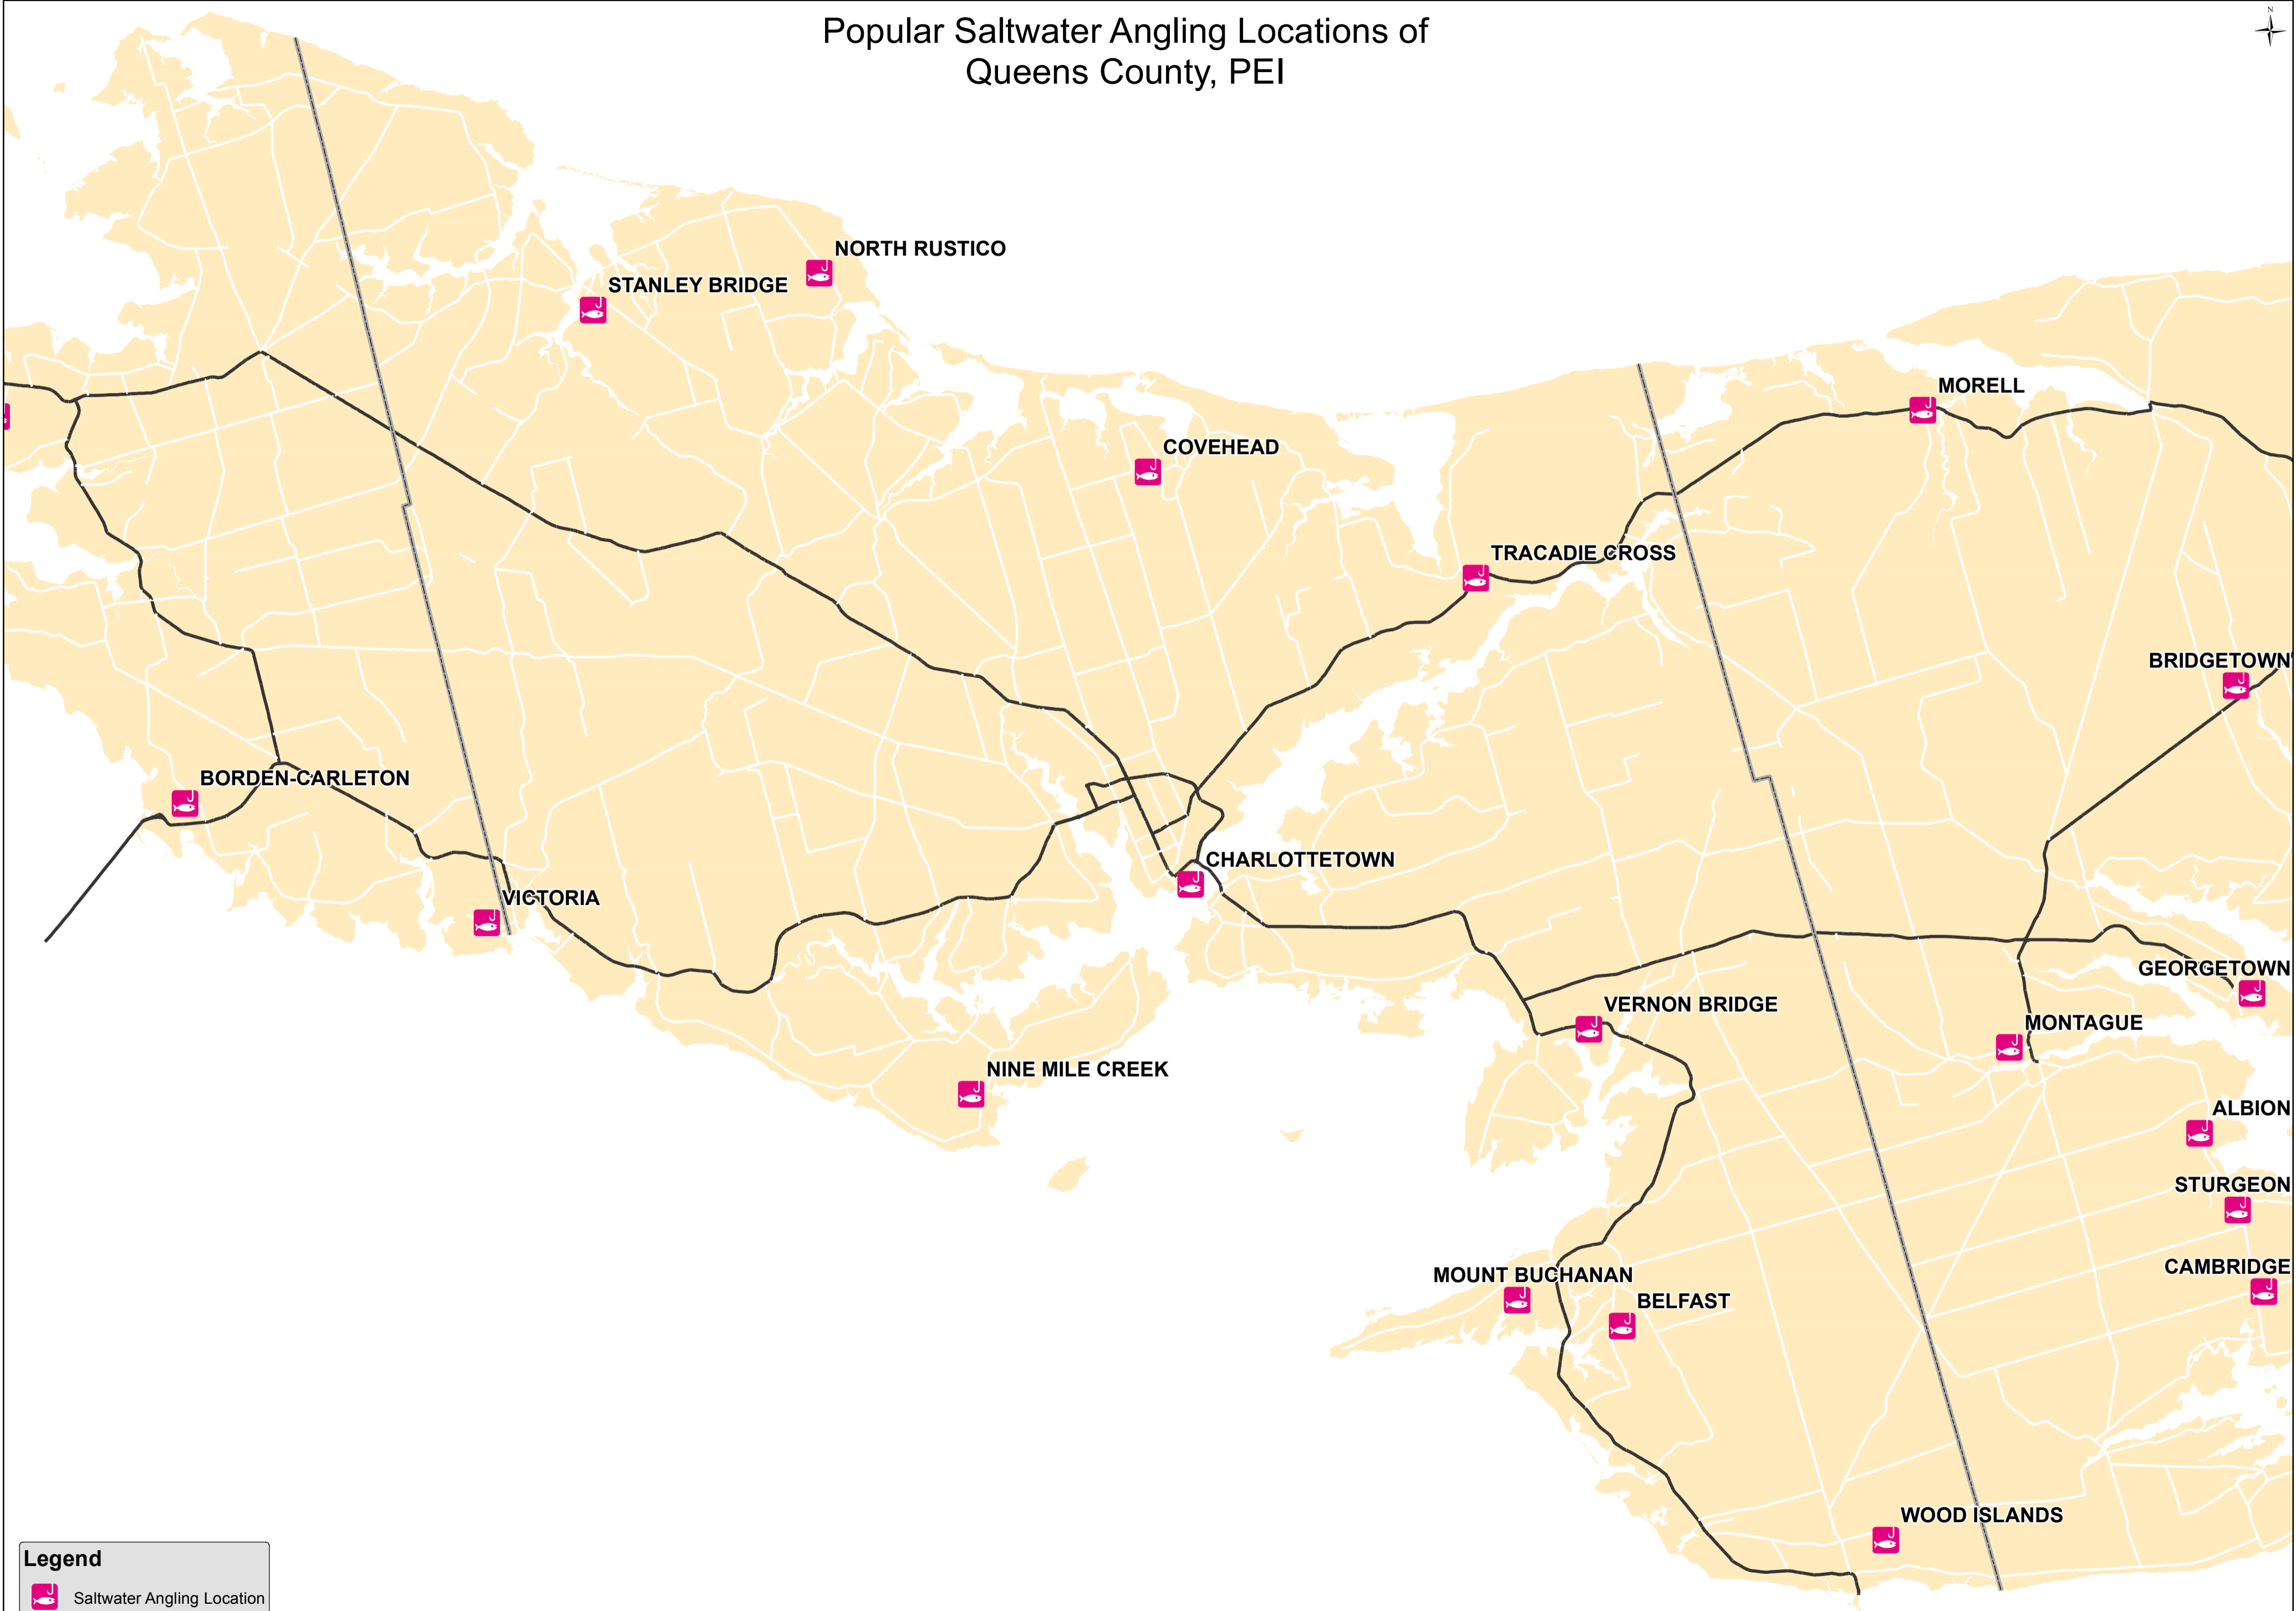 Popular Saltwater Angling Locations of
Queens County, PEI
N
NORTH RUSTICO
STANLEY BRIDGE
MORELL
COVEHEAD
TRACADIE CROSS
BRIDGETOWN
BORDEN-CARLETON
CHARLOTTETOWN
VICTORIA
GEORGETOWN
VERNON BRIDGE
MONTAGUE
NINE MILE CREEK
ALBION
STURGEON
CAMBRIDGE
MOUNT BUCHANAN
BELFAST
WOOD ISLANDS
Legend
Saltwater Angling Location